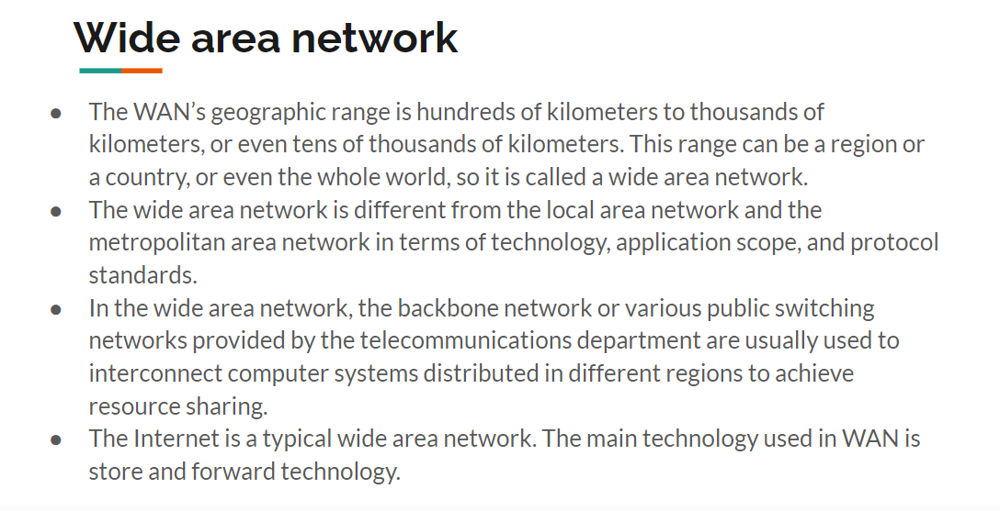 Wide area network
● The WAN’s geographic range is hundreds of kilometers to thousands of
kilometers, or even tens of thousands of kilometers. This range can be a region or
a country, or even the whole world, so it is called a wide area network.
● The wide area network is different from the local area network and the
metropolitan area network in terms of technology, application scope, and protocol
standards.
● In the wide area network, the backbone network or various public switching
networks provided by the telecommunications department are usually used to
interconnect computer systems distributed in different regions to achieve
resource sharing.
● The Internet is a typical wide area network. The main technology used in WAN is
store and forward technology.